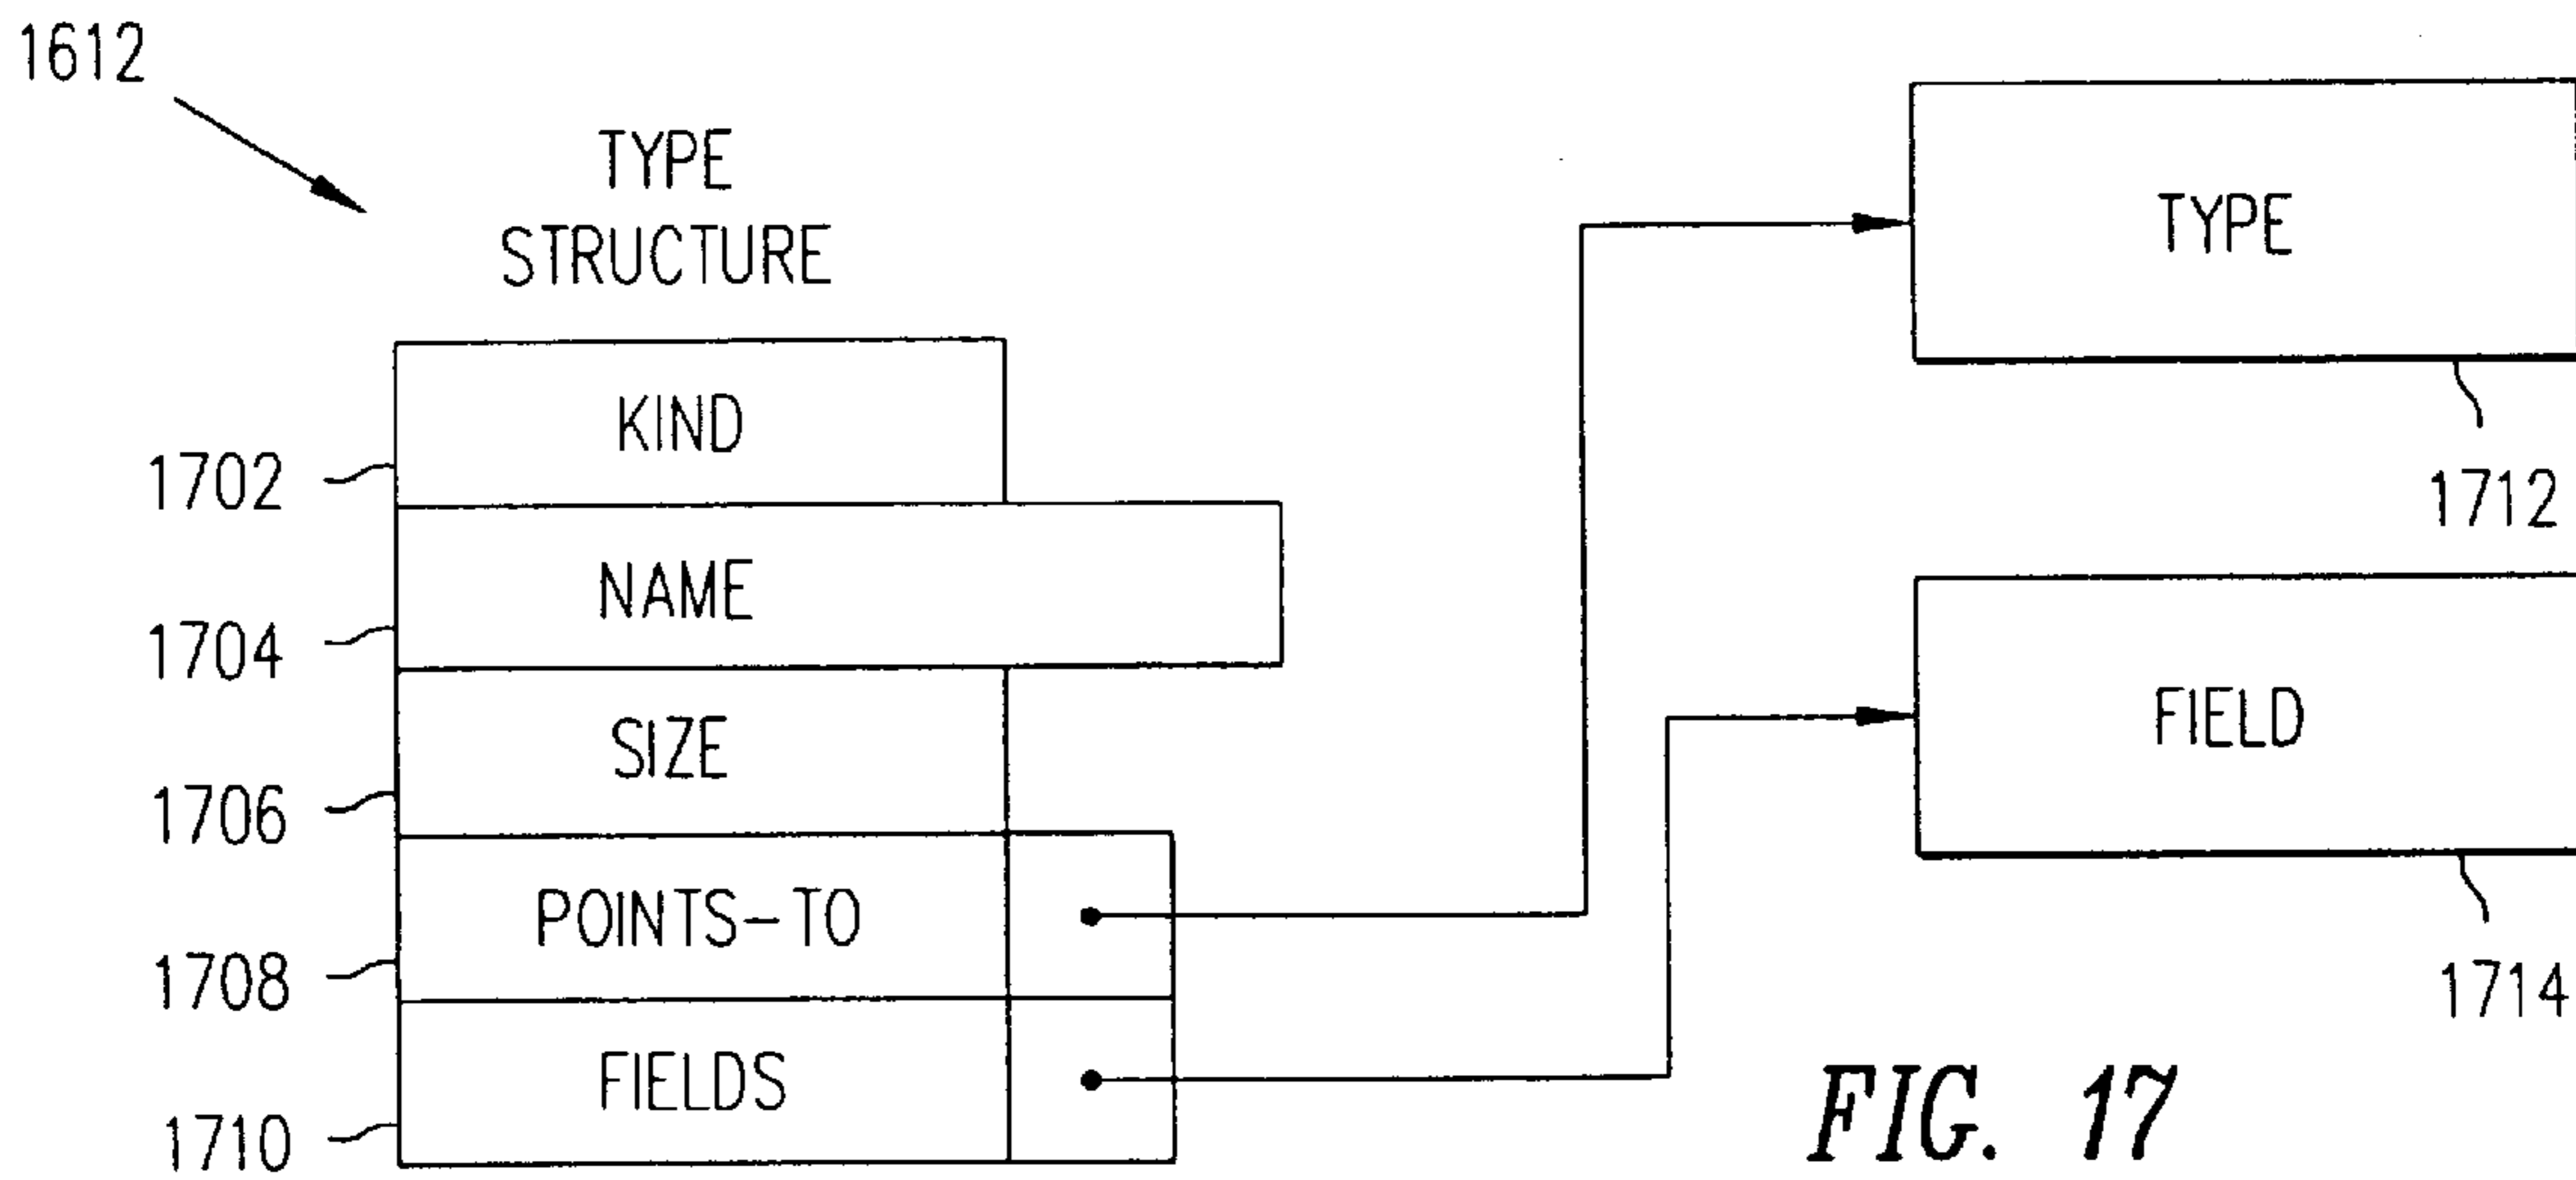 1612
TYPE
STRUCTURE
KIND
1702
NAME
1704
SIZE
1706
POINTS-TO
1708
FIELDS
1710
TYPE
1712
FIELD
1714
FIG. 17